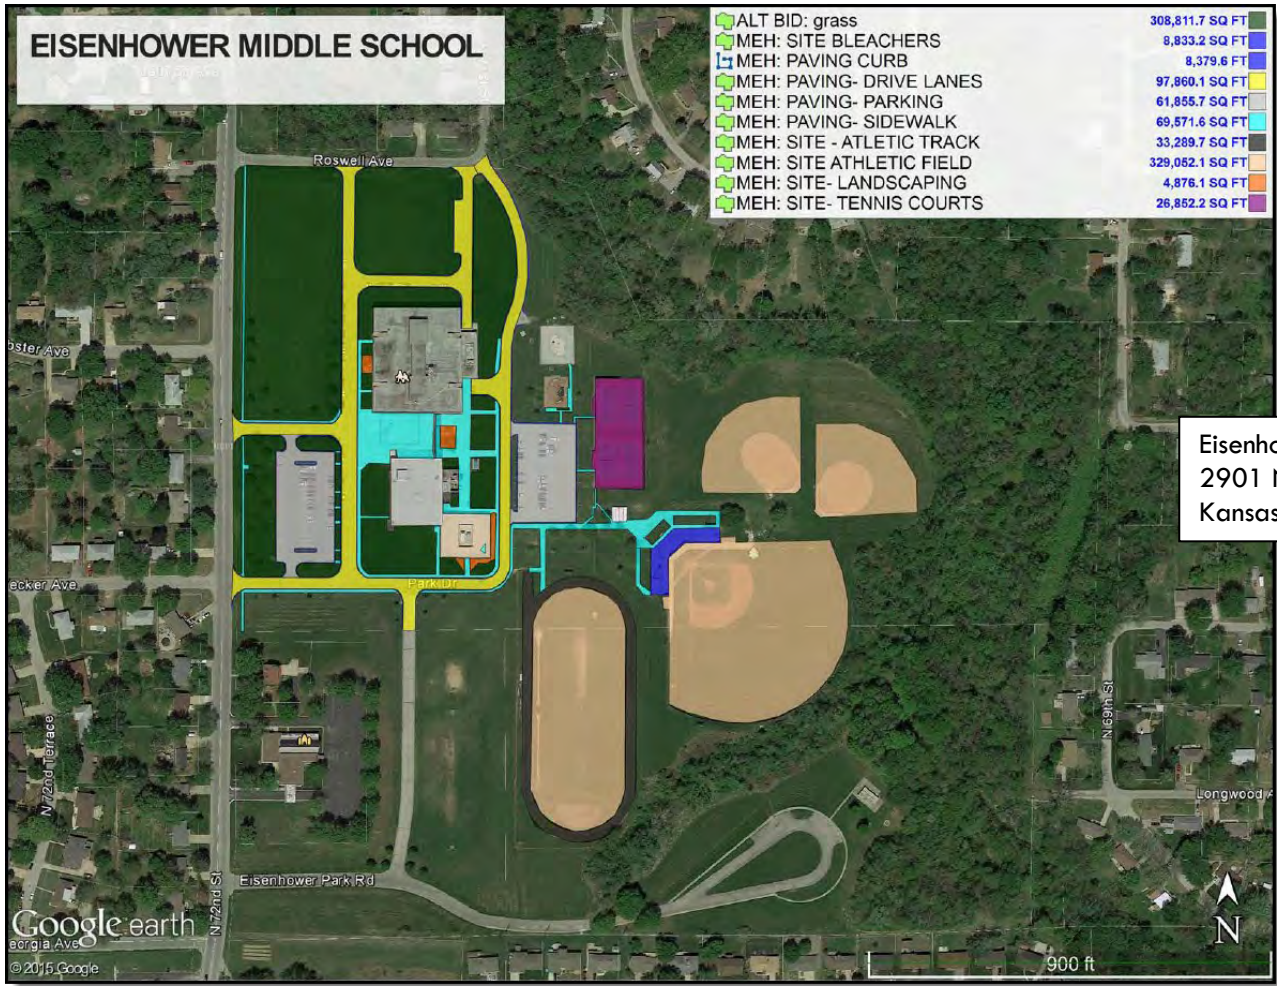 EISENHOWER MIDDLE SCHOOL
ALT BID: grass 308,811.7 SQ FT
MEH: SITE BLEACHERS 8,833.2 SQ FT
MEH: PAVING CURB 8,379.6 FT
MEH: PAVING- DRIVE LANES 97,860.1 SQ FT
MEH: PAVING- PARKING 61,855.7 SQ FT
MEH: PAVING- SIDEWALK 69,571.6 SQ FT
MEH: SITE - ATLETIC TRACK 33,289.7 SQ FT
MEH: SITE ATHLETIC FIELD 329,052.1 SQ FT
MEH: SITE- LANDSCAPING 4,876.1 SQ FT
MEH: SITE- TENNIS COURTS 26,852.2 SQ FT
Roswell Ave
bster Ave
Eisenho
2901 N
Kansas
ecker Ave
Park Dr
N 72nd Terrace
N 69th St
Longwood A
N 72nd St
Eisenhower Park Rd
Google earth
eorgia Ave
© 2015 Google
N
900 ft